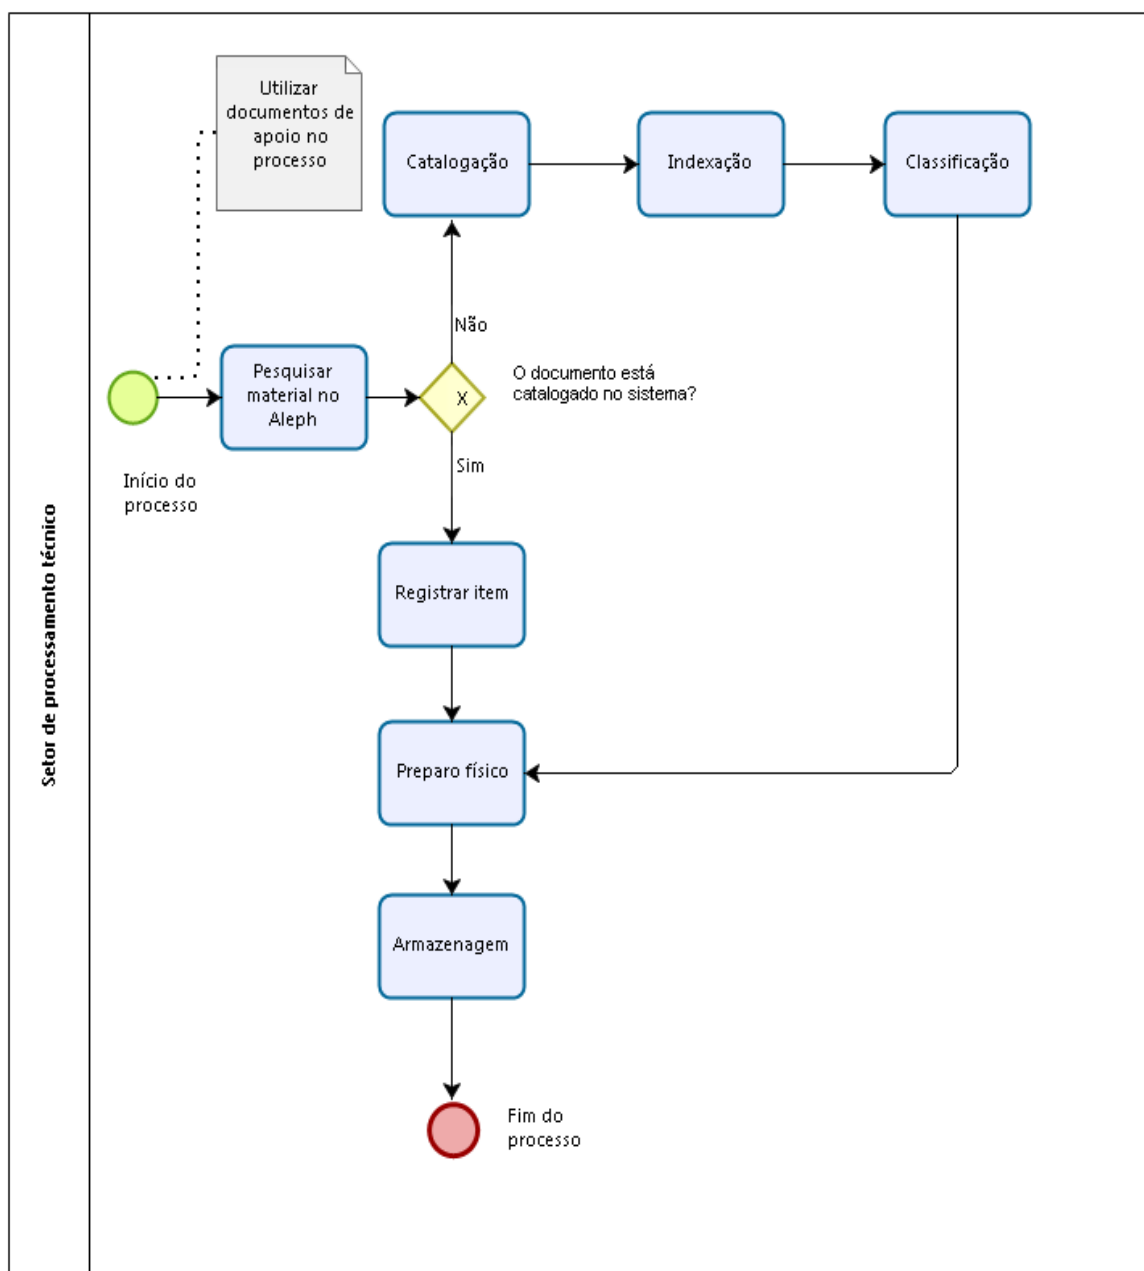 Setor de processamento técnico
Utilizar
documentos de
apoio no
processo
Catalogação
Indexação
Classificação
Não
Pesquisar
material no
Aleph
X
O documento está
catalogado no sistema?
Início do
processo
Sim
Registrar item
Preparo físico
Armazenagem
Fim do
processo